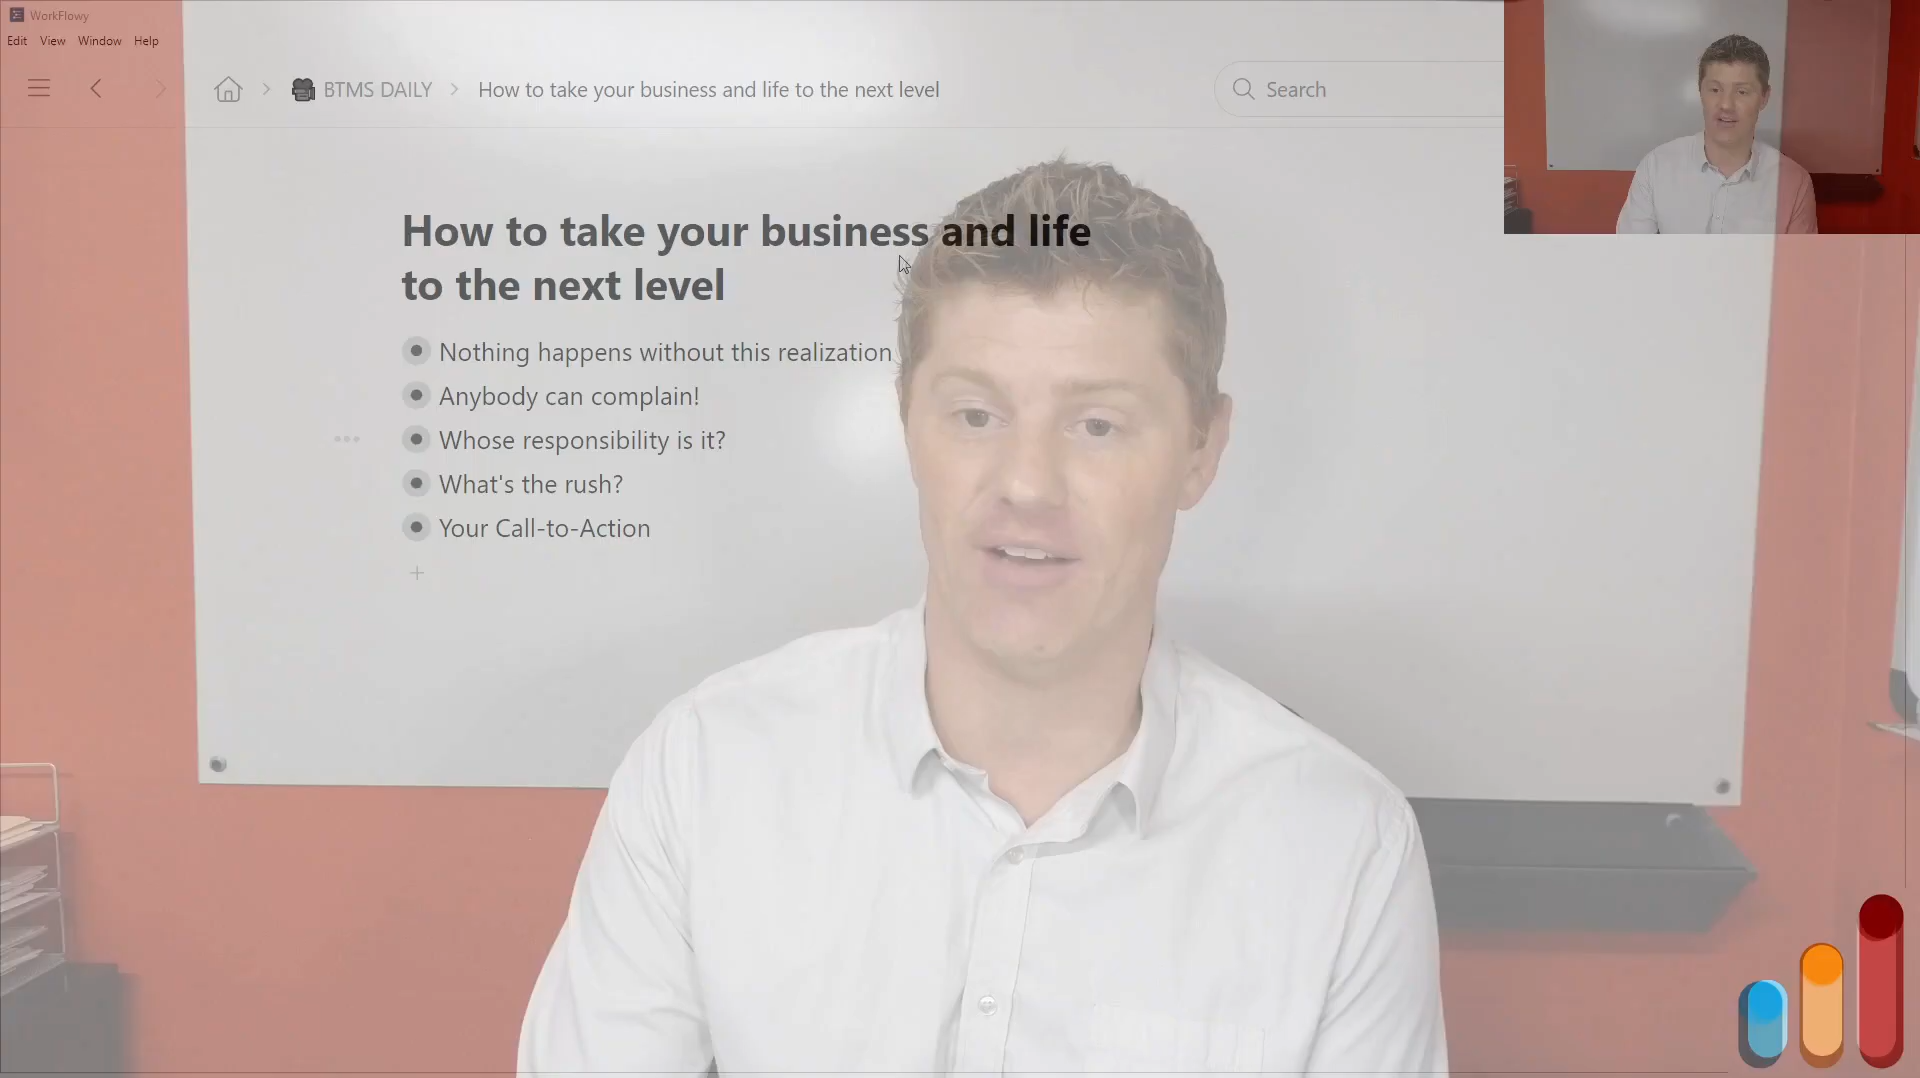 WorkFlowy
Edit View Window Help
BTMS DAILY
How to take your business and life to the next level
Search
How to take your business and life
to the next level
Nothing happens without this realization
Anybody can complain!
Whose responsibility is it?
What's the rush?
Your Call-to-Action